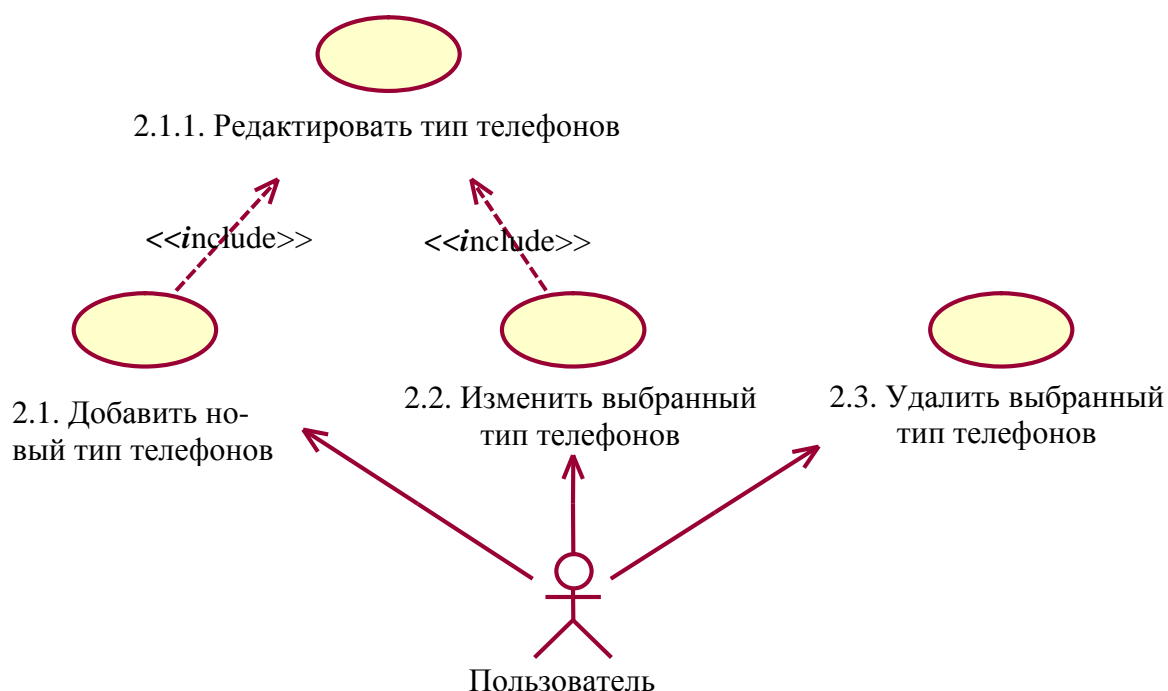 2.1.1. Редактировать тип телефонов
<<include>>
<<include>>
2.1. Добавить но-
вый тип телефонов
2.2. Изменить выбранный
тип телефонов
2.3. Удалить выбранный
тип телефонов
Пользователь